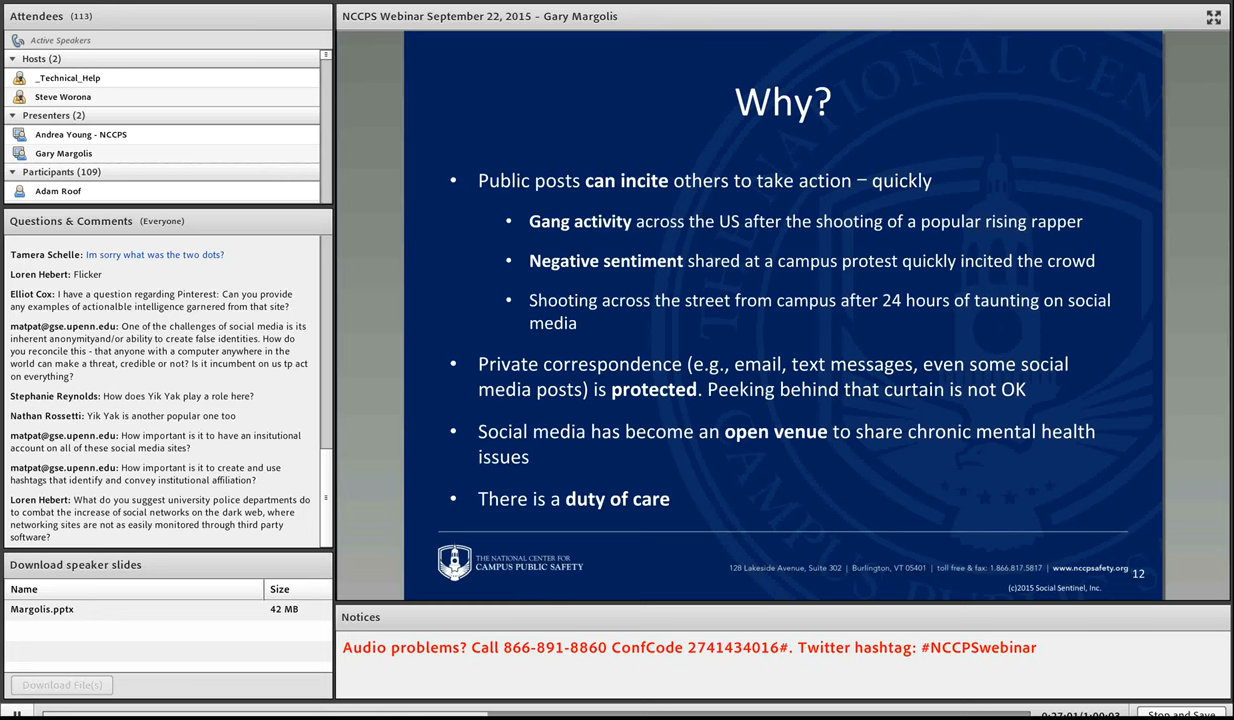 Attendees (113)
Active Speakers
Hosts (2)
_Technical_Help
Steve Worona
Presenters (2)
Andrea Young - NCCPS
Gary Margolis
Participants (109)
Adam Roof
Questions & Comments (Everyone)
Tamera Schelle: Im sorry what was the two dots?
Loren Hebert: Flicker
Elliot Cox: I have a question regarding Pinterest: Can you provide
any examples of actionalble intelligence garnered from that site?
matpat@gse.upenn.edu: One of the challenges of social media is its
inherent anonymityand/or ability to create false identities. How do
you reconcile this - that anyone with a computer anywhere in the
world can make a threat, credible or not? Is it incumbent on us tp act
on everything?
Stephanie Reynolds: How does Yik Yak play a role here?
Nathan Rossetti: Yik Yak is another popular one too
matpat@gse.upenn.edu: How important is it to have an insitutional
account on all of these social media sites?
matpat@gse.upenn.edu: How important is it to create and use
hashtags that identify and convey institutional affiliation?
Loren Hebert: What do you suggest university police departments do
to combat the increase of social networks on the dark web, where
networking sites are not as easily monitored through third party
software?
Download speaker slides
Name Size
Margolis.pptx 42 MB
Download File(s)
NCCPS Webinar September 22, 2015 - Gary Margolis
Why?
• Public posts can incite others to take action – quickly
• Gang activity across the US after the shooting of a popular rising rapper
• Negative sentiment shared at a campus protest quickly incited the crowd
• Shooting across the street from campus after 24 hours of taunting on social
media
• Private correspondence (e.g., email, text messages, even some social
media posts) is protected. Peeking behind that curtain is not OK
• Social media has become an open venue to share chronic mental health
issues
• There is a duty of care
THE NATIONAL CENTER FOR
CAMPUS PUBLIC SAFETY
128 Lakeside Avenue, Suite 302 | Burlington, VT 05401 | toll free & fax: 1.866.817.5817 | www.nccpsafety.org
12
(c)2015 Social Sentinel, Inc.
Notices
Audio problems? Call 866-891-8860 ConfCode 2741434016#. Twitter hashtag: #NCCPSwebinar
0:27:01/1:00:03
Stop and Save